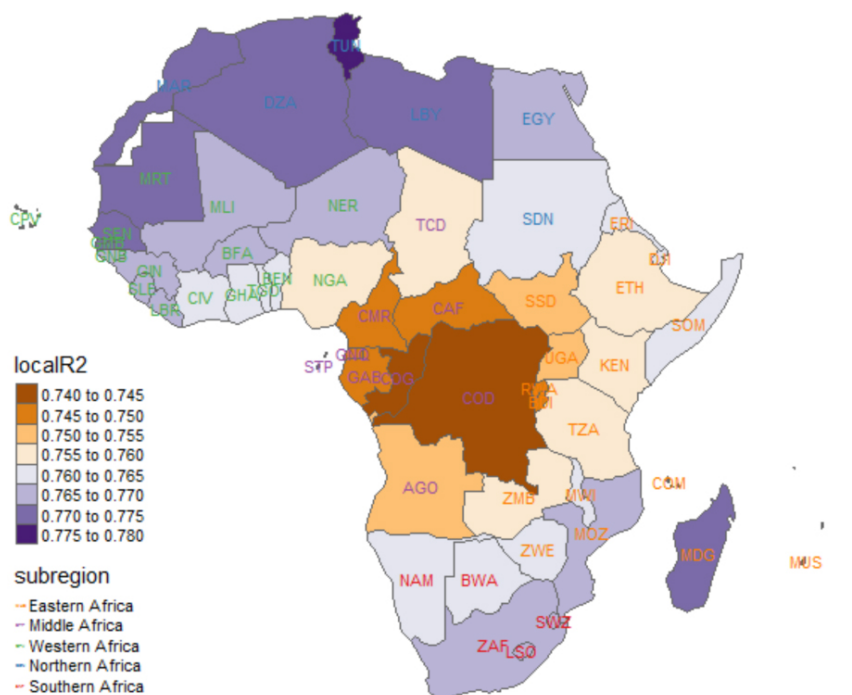 TUN
MAR
DZA
LBY
EGY
MRT
MLI
NER
TCD
SDN
CPV
SEN
GNB
ERI
DJI
BFA
GIN
BEN
NGA
ETH
SLE
CIV
GHA
TGO
LBR
CMR
CAF
SSD
SOM
STP
GNQ
UGA
KEN
GAB
COG
COD
RWA
BDI
TZA
AGO
ZMB
MWI
COM
MOZ
ZWE
MDG
MUS
NAM
BWA
SWZ
ZAF
LSO
localR2
0.740 to 0.745
0.745 to 0.750
0.750 to 0.755
0.755 to 0.760
0.760 to 0.765
0.765 to 0.770
0.770 to 0.775
0.775 to 0.780
subregion
Eastern Africa
Middle Africa
Western Africa
Northern Africa
Southern Africa